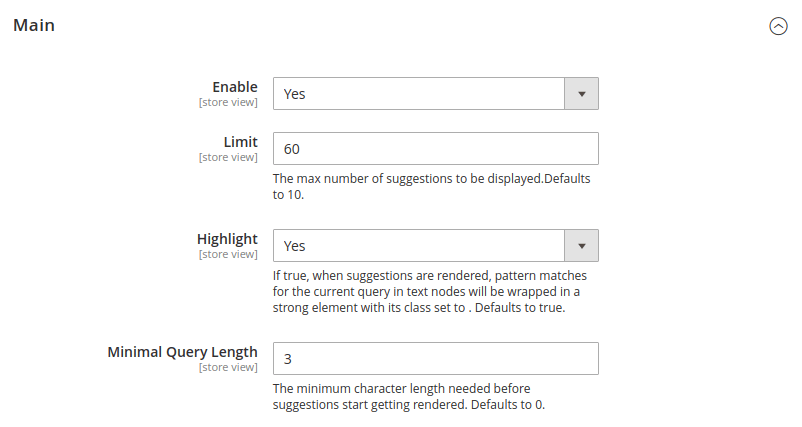 Main
Enable
[store view]
Yes
Limit
[store view]
60
The max number of suggestions to be displayed.Defaults
to 10.
Highlight
[store view]
Yes
If true, when suggestions are rendered, pattern matches
for the current query in text nodes will be wrapped in a
strong element with its class set to . Defaults to true.
Minimal Query Length
[store view]
3
The minimum character length needed before
suggestions start getting rendered. Defaults to 0.